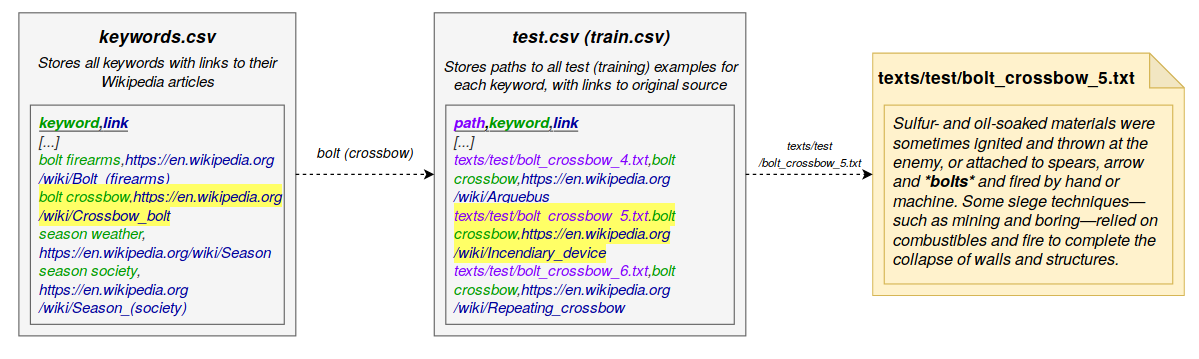 keywords.csv
Stores all keywords with links to their
Wikipedia articles
keyword,link
[...]
bolt firearms,https://en.wikipedia.org
/wiki/Bolt_(firearms)
bolt crossbow,https://en.wikipedia.org
/wiki/Crossbow_bolt
season weather,
https://en.wikipedia.org/wiki/Season
season society,
https://en.wikipedia.org
/wiki/Season_(society)
bolt (crossbow)
test.csv (train.csv)
Stores paths to all test (training) examples for
each keyword, with links to original source
path,keyword,link
[...]
texts/test/bolt_crossbow_4.txt,bolt
crossbow,https://en.wikipedia.org
/wiki/Arquebus
texts/test/bolt_crossbow_5.txt,bolt
crossbow,https://en.wikipedia.org
/wiki/Incendiary_device
texts/test/bolt_crossbow_6.txt,bolt
crossbow,https://en.wikipedia.org
/wiki/Repeating_crossbow
texts/test
/bolt_crossbow_5.txt
texts/test/bolt_crossbow_5.txt
Sulfur- and oil-soaked materials were
sometimes ignited and thrown at the
enemy, or attached to spears, arrow
and *bolts* and fired by hand or
machine. Some siege techniques—
such as mining and boring—relied on
combustibles and fire to complete the
collapse of walls and structures.